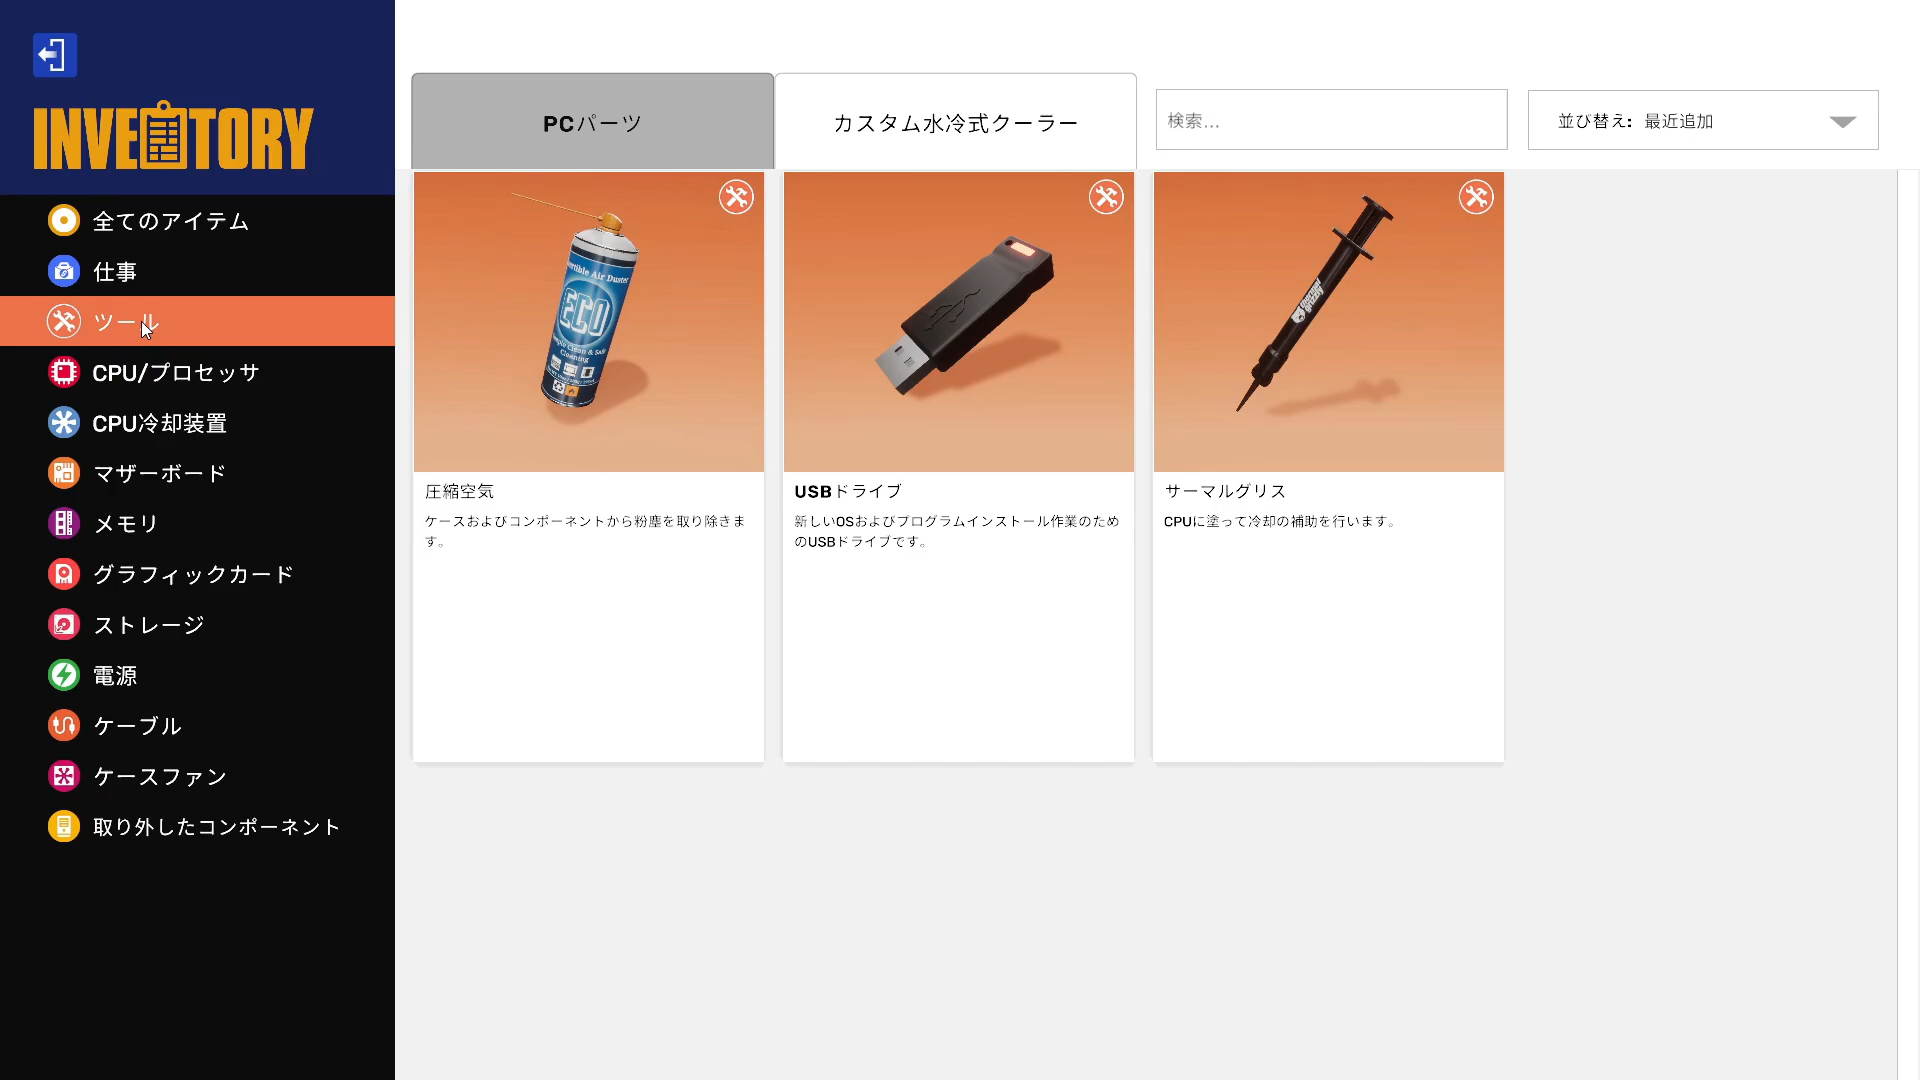 INVENTORY
全てのアイテム
仕事
ツール
CPU/プロセッサ
CPU冷却装置
マザーボード
メモリ
グラフィックカード
ストレージ
電源
ケーブル
ケースファン
取り外したコンポーネント
PCパーツ
カスタム水冷式クーラー
検索...
並び替え: 最近追加
ECO
圧縮空気
ケースおよびコンポーネントから粉塵を取り除きま
す。
USBドライブ
新しいOSおよびプログラムインストール作業のため
のUSBドライブです。
サーマルグリス
CPUに塗って冷却の補助を行います。